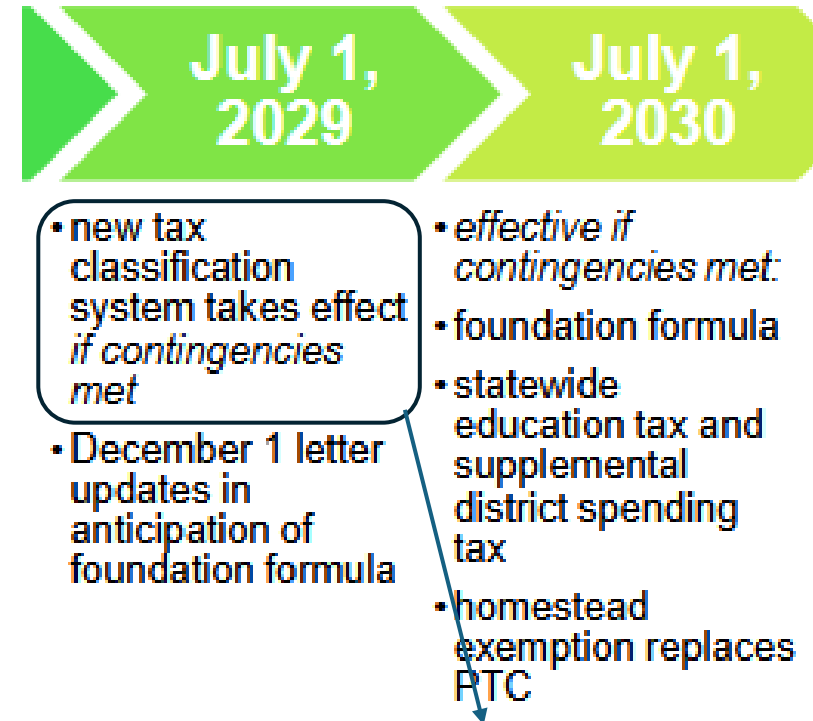 July 1,
2029
• new tax
classification
system takes effect
if contingencies
met
• December 1 letter
updates in
anticipation of
foundation formula
July 1,
2030
• effective if
contingencies met:
• foundation formula
• statewide
education tax and
supplemental
district spending
tax
• homestead
exemption replaces
PTC